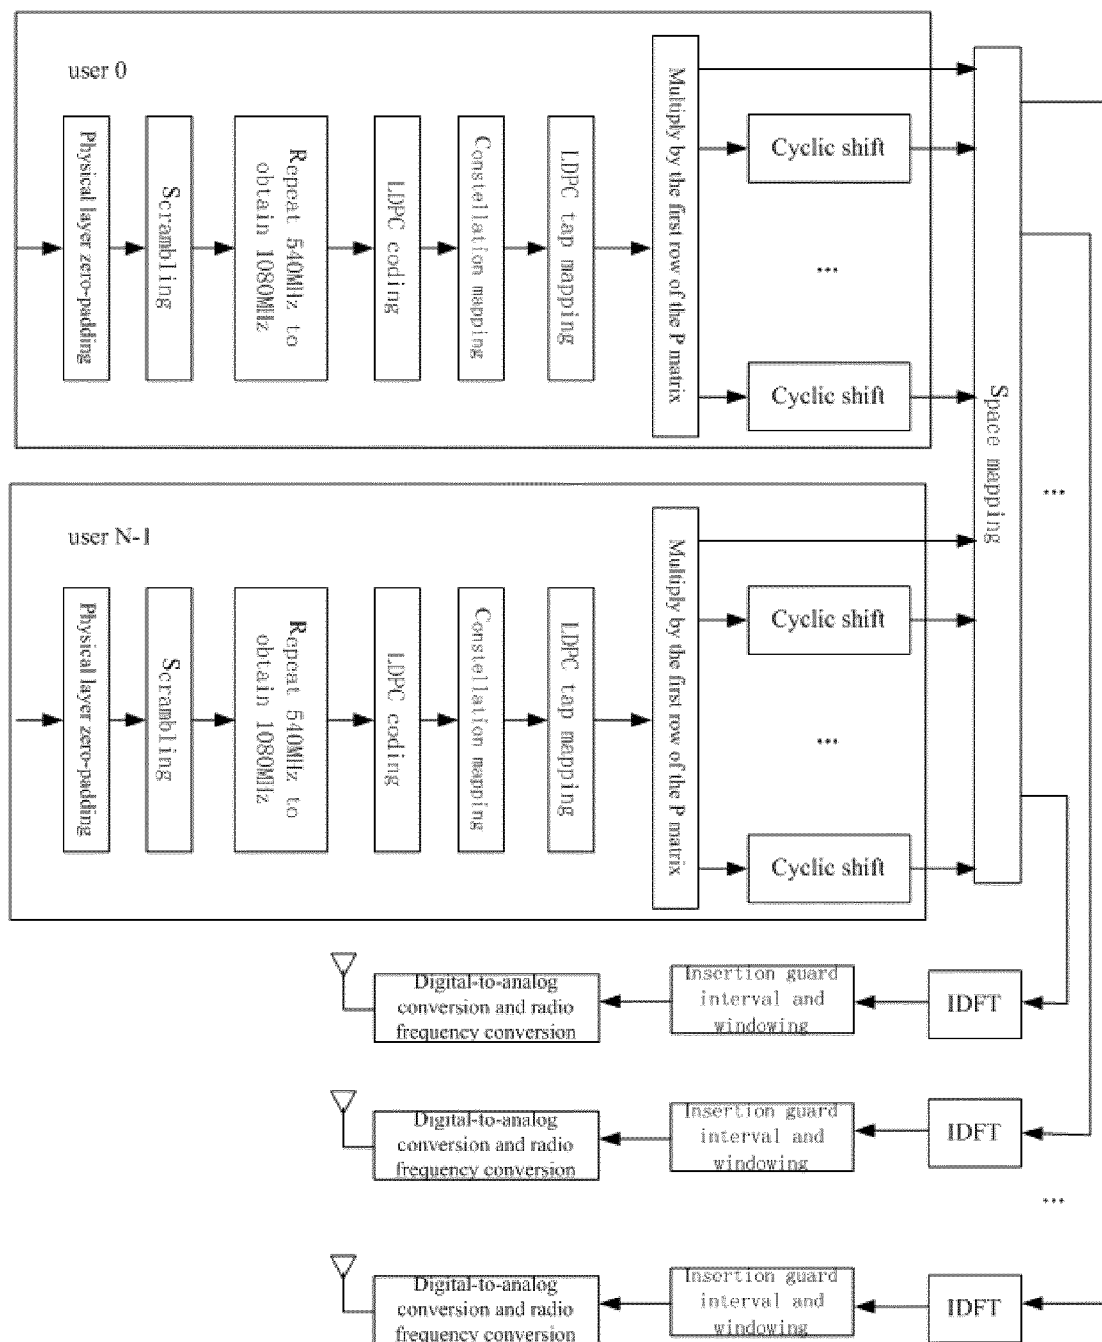 user 0
Physical layer zero-padding
Scrambling
Repeat 540MHz to
obtain 1080MHz
LDPC coding
Constellation mapping
LDPC tap mapping
Multiply by the first row of the P matrix
Cyclic shift
...
Cyclic shift
Space mapping
...
user N-1
Physical layer zero-padding
Scrambling
Repeat 540MHz to
obtain 1080MHz
LDPC coding
Constellation mapping
LDPC tap mapping
Multiply by the first row of the P matrix
Cyclic shift
...
Cyclic shift
Digital-to-analog
conversion and radio
frequency conversion
Insertion guard
interval and
windowing
IDFT
Digital-to-analog
conversion and radio
frequency conversion
Insertion guard
interval and
windowing
IDFT
...
Digital-to-analog
conversion and radio
frequency conversion
Insertion guard
interval and
windowing
IDFT